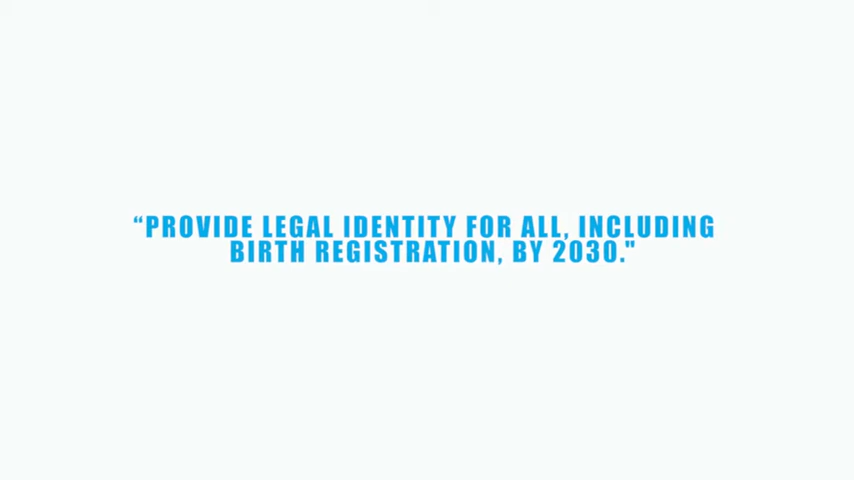 “PROVIDE LEGAL IDENTITY FOR ALL, INCLUDING
BIRTH REGISTRATION, BY 2030."